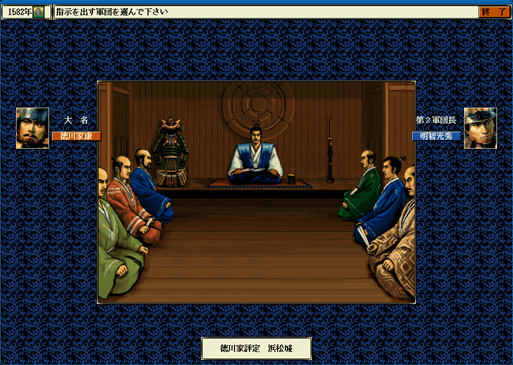 1582年
指示を出す軍団を選んで下さい
終 了
大 名
徳川家康
第2軍団長
明智光秀
徳川家評定 浜松城